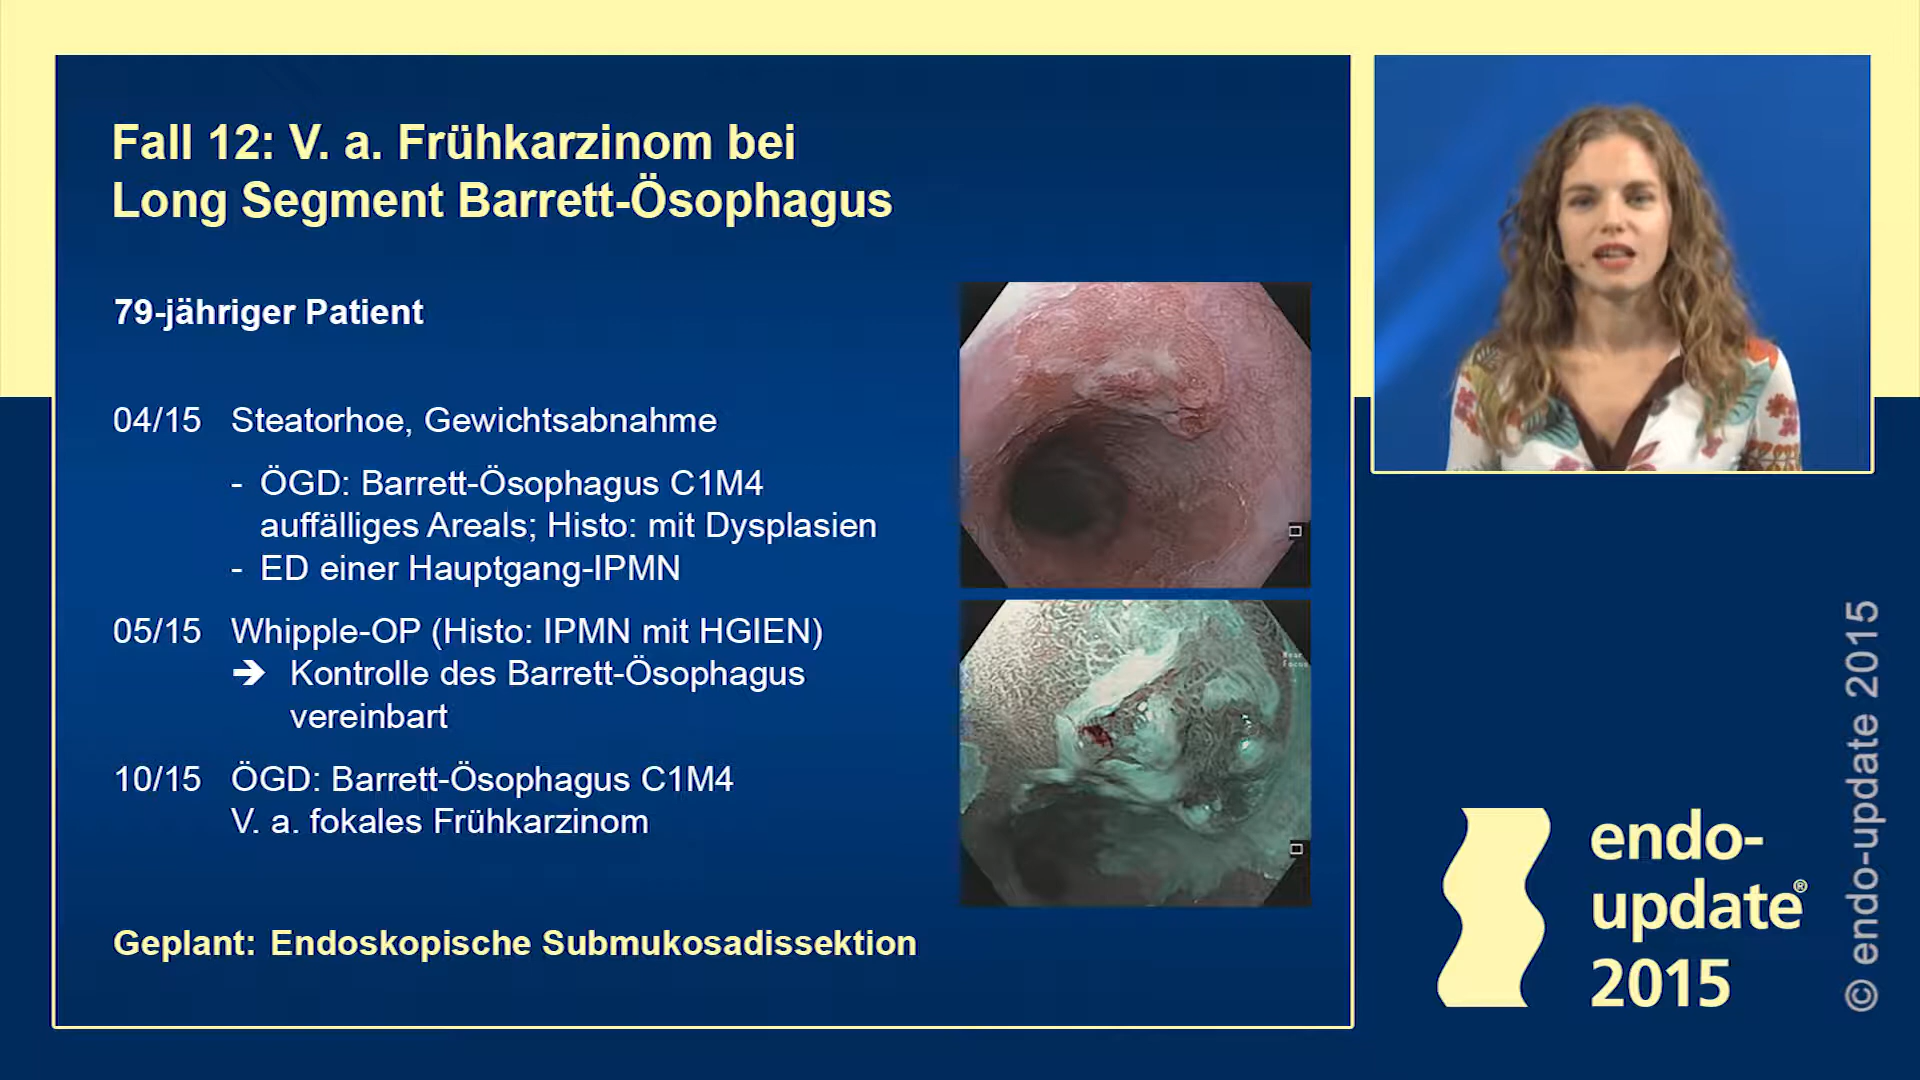 Fall 12: V. a. Frühkarzinom bei
Long Segment Barrett-Ösophagus
79-jähriger Patient
04/15 Steatorhoe, Gewichtsabnahme
- ÖGD: Barrett-Ösophagus C1M4
auffälliges Areals; Histo: mit Dysplasien
- ED einer Hauptgang-IPMN
05/15 Whipple-OP (Histo: IPMN mit HGIEN)
➔ Kontrolle des Barrett-Ösophagus
vereinbart
10/15 ÖGD: Barrett-Ösophagus C1M4
V. a. fokales Frühkarzinom
Geplant: Endoskopische Submukosadissektion
Near
Focus
endo-
update®
2015
© endo-update 2015